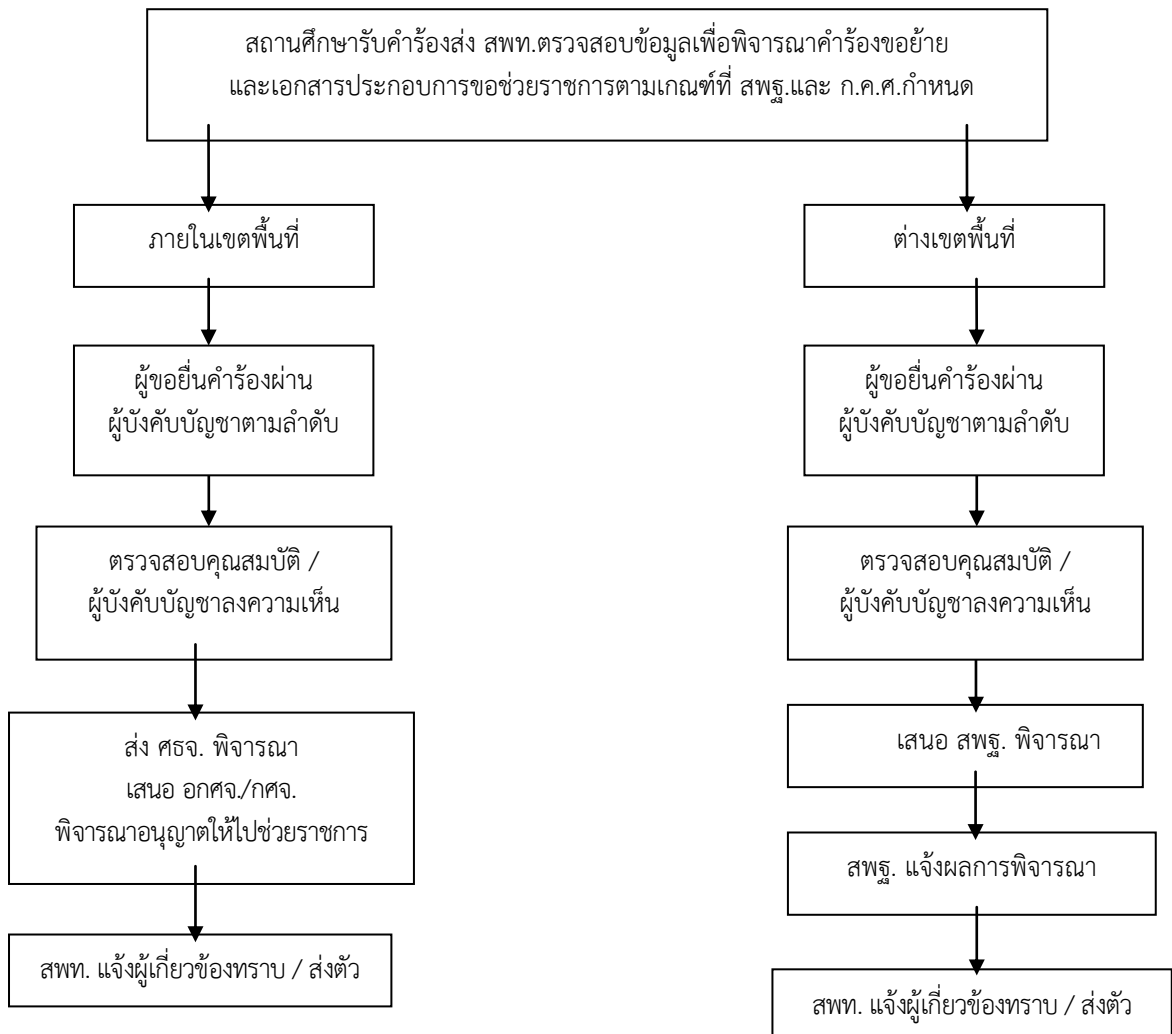 สถานศึกษารับคำร้องส่ง สพท.ตรวจสอบข้อมูลเพื่อพิจารณาคำร้องขอย้าย
และเอกสารประกอบการขอช่วยราชการตามเกณฑ์ที่ สพฐ.และ ก.ค.ศ.กำหนด
ภายในเขตพื้นที่
ผู้ขอยื่นคำร้องผ่าน
ผู้บังคับบัญชาตามลำดับ
ตรวจสอบคุณสมบัติ /
ผู้บังคับบัญชาลงความเห็น
ส่ง ศธจ. พิจารณา
เสนอ อกศจ./กศจ.
พิจารณาอนุญาตให้ไปช่วยราชการ
สพท. แจ้งผู้เกี่ยวข้องทราบ / ส่งตัว
ต่างเขตพื้นที่
ผู้ขอยื่นคำร้องผ่าน
ผู้บังคับบัญชาตามลำดับ
ตรวจสอบคุณสมบัติ /
ผู้บังคับบัญชาลงความเห็น
เสนอ สพฐ. พิจารณา
สพฐ. แจ้งผลการพิจารณา
สพท. แจ้งผู้เกี่ยวข้องทราบ / ส่งตัว